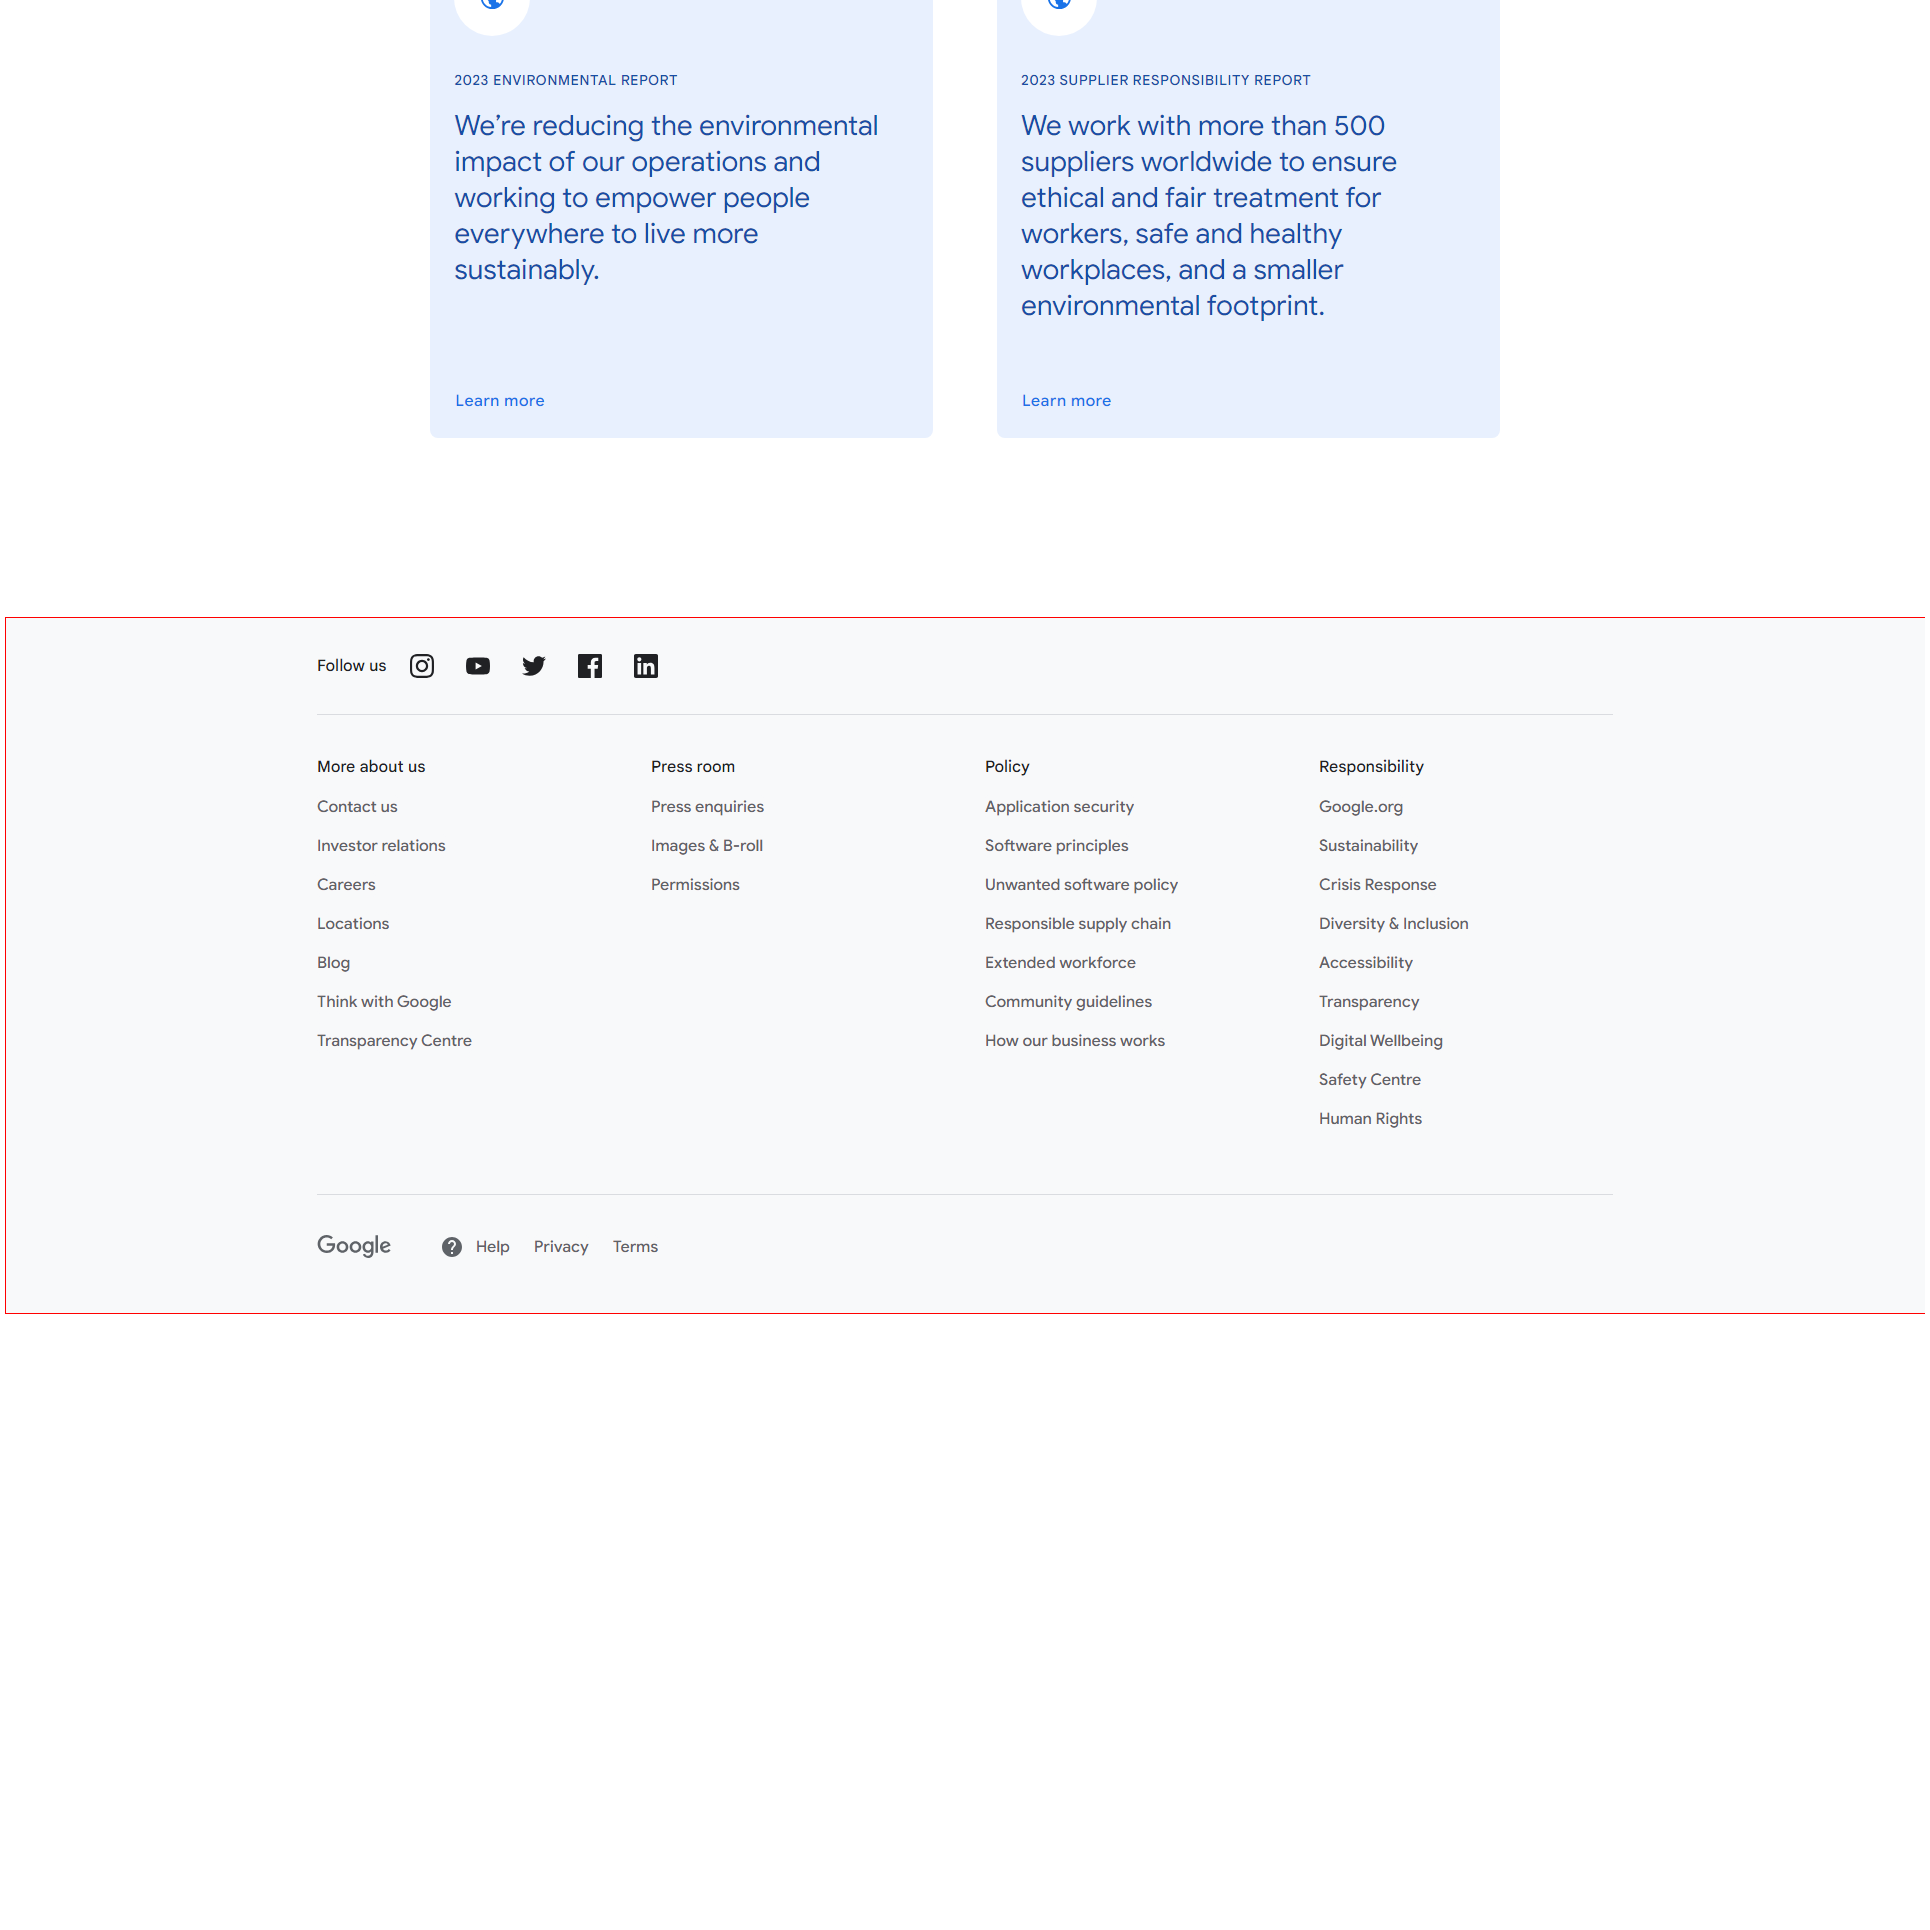 2023 ENVIRONMENTAL REPORT
We’re reducing the environmental
impact of our operations and
working to empower people
everywhere to live more
sustainably.
Learn more
2023 SUPPLIER RESPONSIBILITY REPORT
We work with more than 500
suppliers worldwide to ensure
ethical and fair treatment for
workers, safe and healthy
workplaces, and a smaller
environmental footprint.
Learn more
Follow us
More about us
Contact us
Investor relations
Careers
Locations
Blog
Think with Google
Transparency Centre
Press room
Press enquiries
Images & B-roll
Permissions
Policy
Application security
Software principles
Unwanted software policy
Responsible supply chain
Extended workforce
Community guidelines
How our business works
Responsibility
Google.org
Sustainability
Crisis Response
Diversity & Inclusion
Accessibility
Transparency
Digital Wellbeing
Safety Centre
Human Rights
Google
Help Privacy Terms